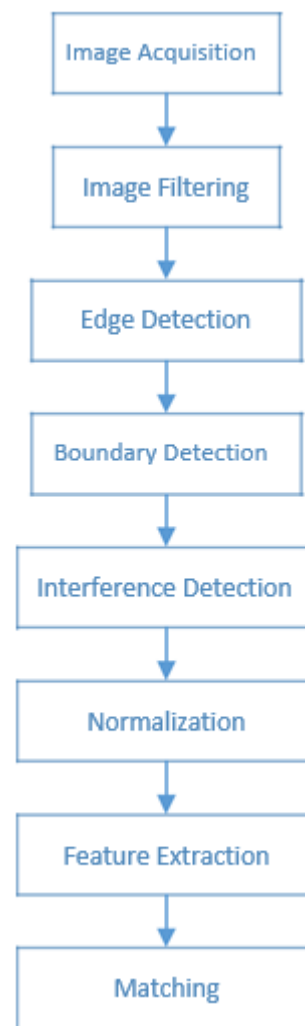 Image Acquisition
Image Filtering
Edge Detection
Boundary Detection
Interference Detection
Normalization
Feature Extraction
Matching